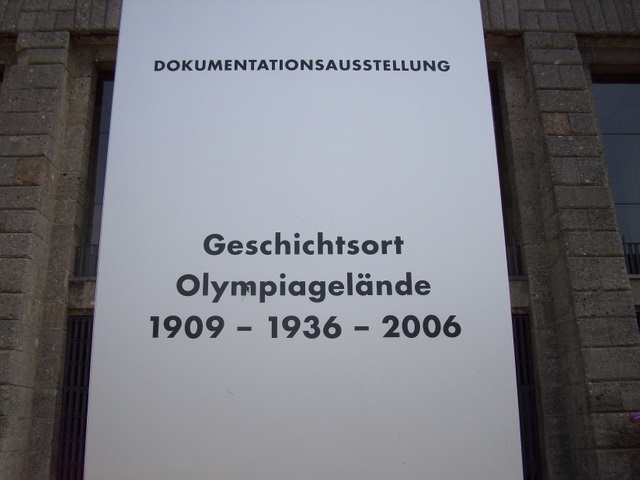 DOKUMENTATIONSAUSSTELLUNG
Geschichtsort
Olympiagelände
1909 – 1936 – 2006